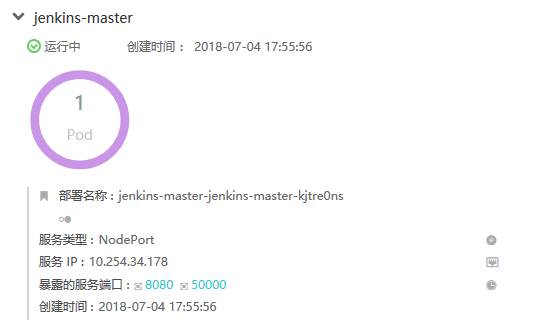 jenkins-master
运行中 创建时间： 2018-07-04 17:55:56
1
Pod
部署名称：jenkins-master-jenkins-master-kjtre0ns
服务类型：NodePort
服务 IP：10.254.34.178
暴露的服务端口：8080 50000
创建时间：2018-07-04 17:55:56